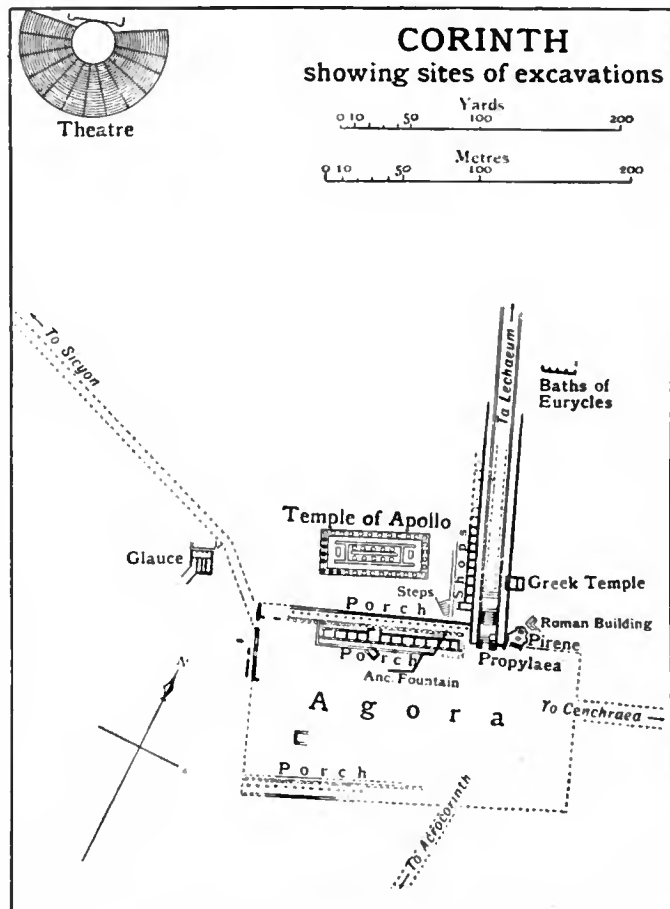 CORINTH
showing sites of excavations
Yards
0 10 50 100 200
Metres
0 10 50 100 200
Theatre
To Sicyon
To Lechaeum
Baths of
Eurycles
Temple of Apollo
Glauce
Shops
Steps
Greek Temple
Porch
Roman Building
Pirene
Porch
Propylaea
Anc. Fountain
Agora
To Cenchraea
N
Porch
To Acrocorinth